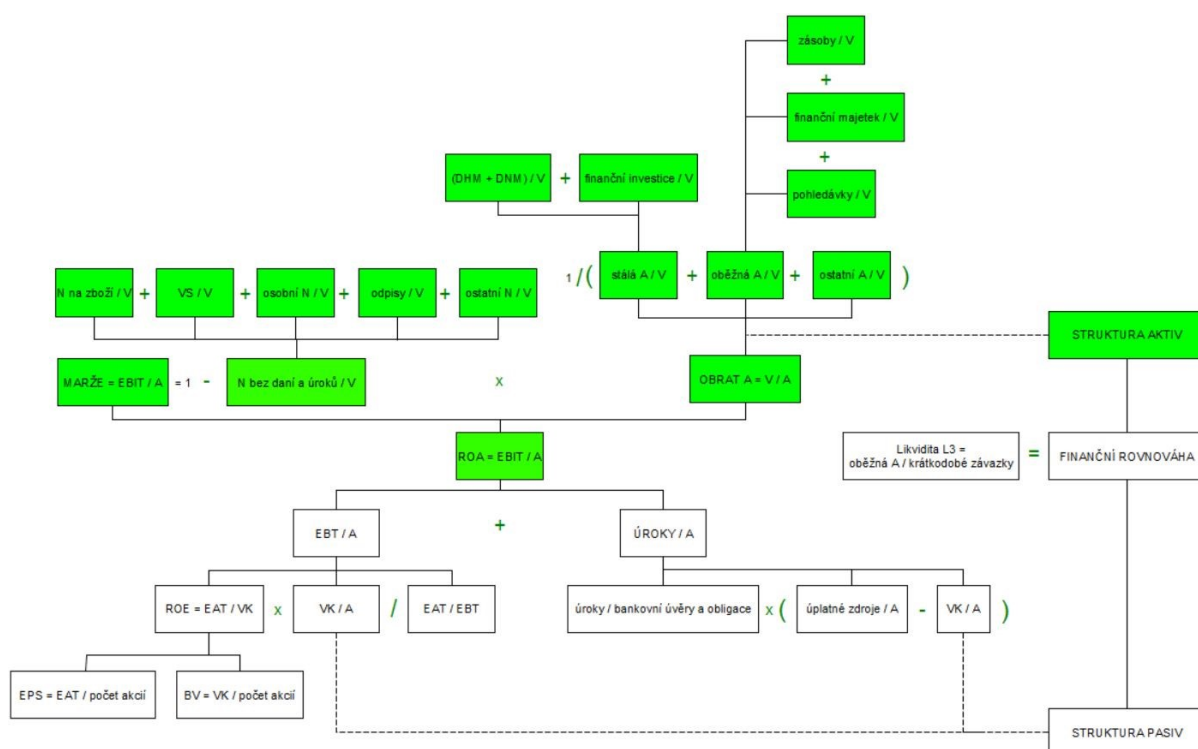 zásoby / V
+
finanční majetek / V
+
pohledávky / V
(DHM + DNM) / V + finanční investice / V
1 / ( stálá A / V + oběžná A / V + ostatní A / V )
N na zboží / V + VS / V + osobní N / V + odpisy / V + ostatní N / V
STRUKTURA AKTIV
MARŽE = EBIT / A = 1 - N bez daní a úroků / V x OBRAT A = V / A
ROA = EBIT / A
Likvidita L3 =
oběžná A / krátkodobé závazky
= FINANČNÍ ROVNOVÁHA
EBT / A + ÚROKY / A
ROE = EAT / VK x VK / A / EAT / EBT
úroky / bankovní úvěry a obligace x ( úplatné zdroje / A - VK / A )
EPS = EAT / počet akcií
BV = VK / počet akcií
STRUKTURA PASIV